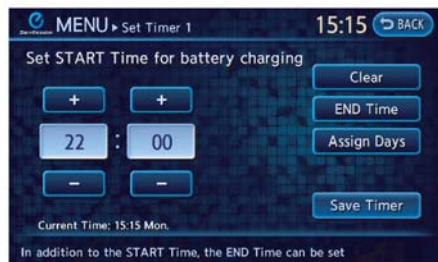 MENU ▸ Set Timer 1
15:15
BACK
Set START Time for battery charging
Clear
+ +
END Time
22 : 00
Assign Days
- -
Save Timer
Current Time: 15:15 Mon.
In addition to the START Time, the END Time can be set